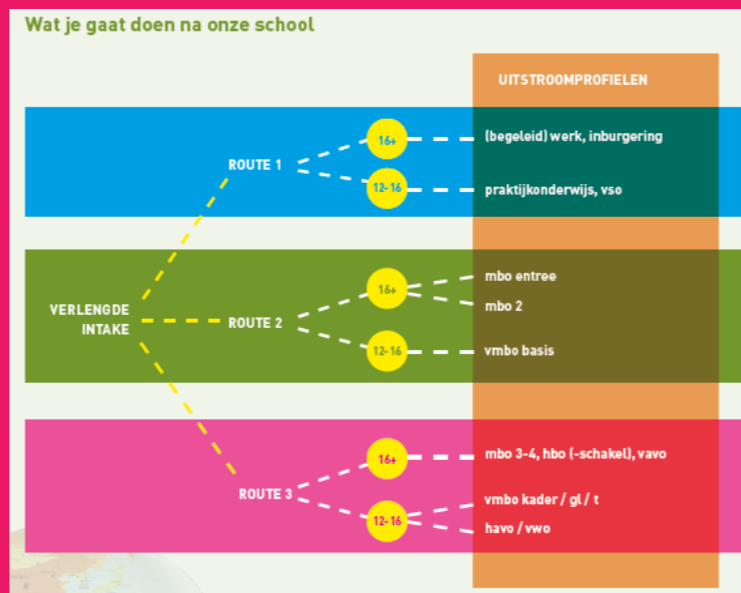 Wat je gaat doen na onze school
UITSTROOMPROFIELEN
ROUTE 1
16+
(begeleid) werk, inburgering
12-16
praktijkonderwijs, vso
VERLENGDE
INTAKE
ROUTE 2
16+
mbo entree
mbo 2
12-16
vmbo basis
ROUTE 3
16+
mbo 3-4, hbo (-schakel), vavo
12-16
vmbo kader / gl / t
havo / vwo